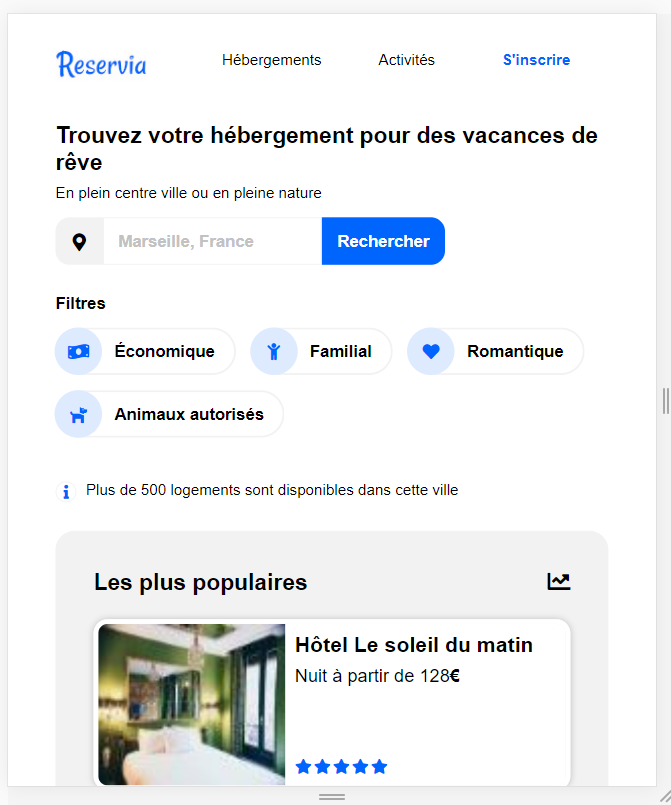 Reservia Hébergements Activités S'inscrire
Trouvez votre hébergement pour des vacances de
rêve
En plein centre ville ou en pleine nature
Marseille, France Rechercher
Filtres
Économique Familial Romantique
Animaux autorisés
Plus de 500 logements sont disponibles dans cette ville
Les plus populaires
Hôtel Le soleil du matin
Nuit à partir de 128€